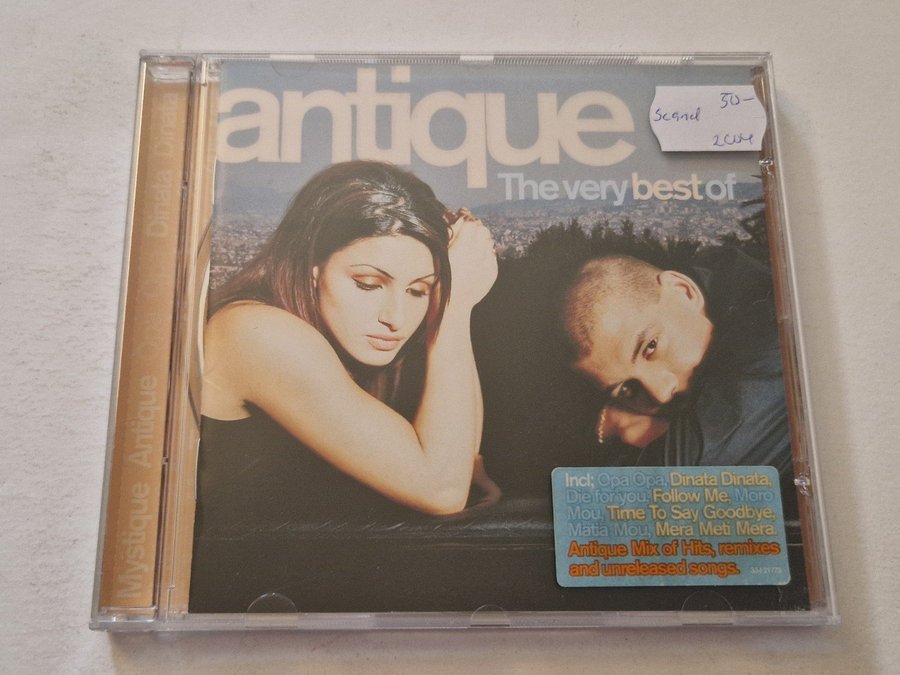 antique
The very best of
Scand 50-
2004
Mystique Antique Dinata Dinata
Incl; Opa Opa, Dinata Dinata,
Die for you. Follow Me, Moro
Mou, Time To Say Goodbye,
Matia Mou, Mera Meti Mera.
Antique Mix of Hits, remixes
and unreleased songs.